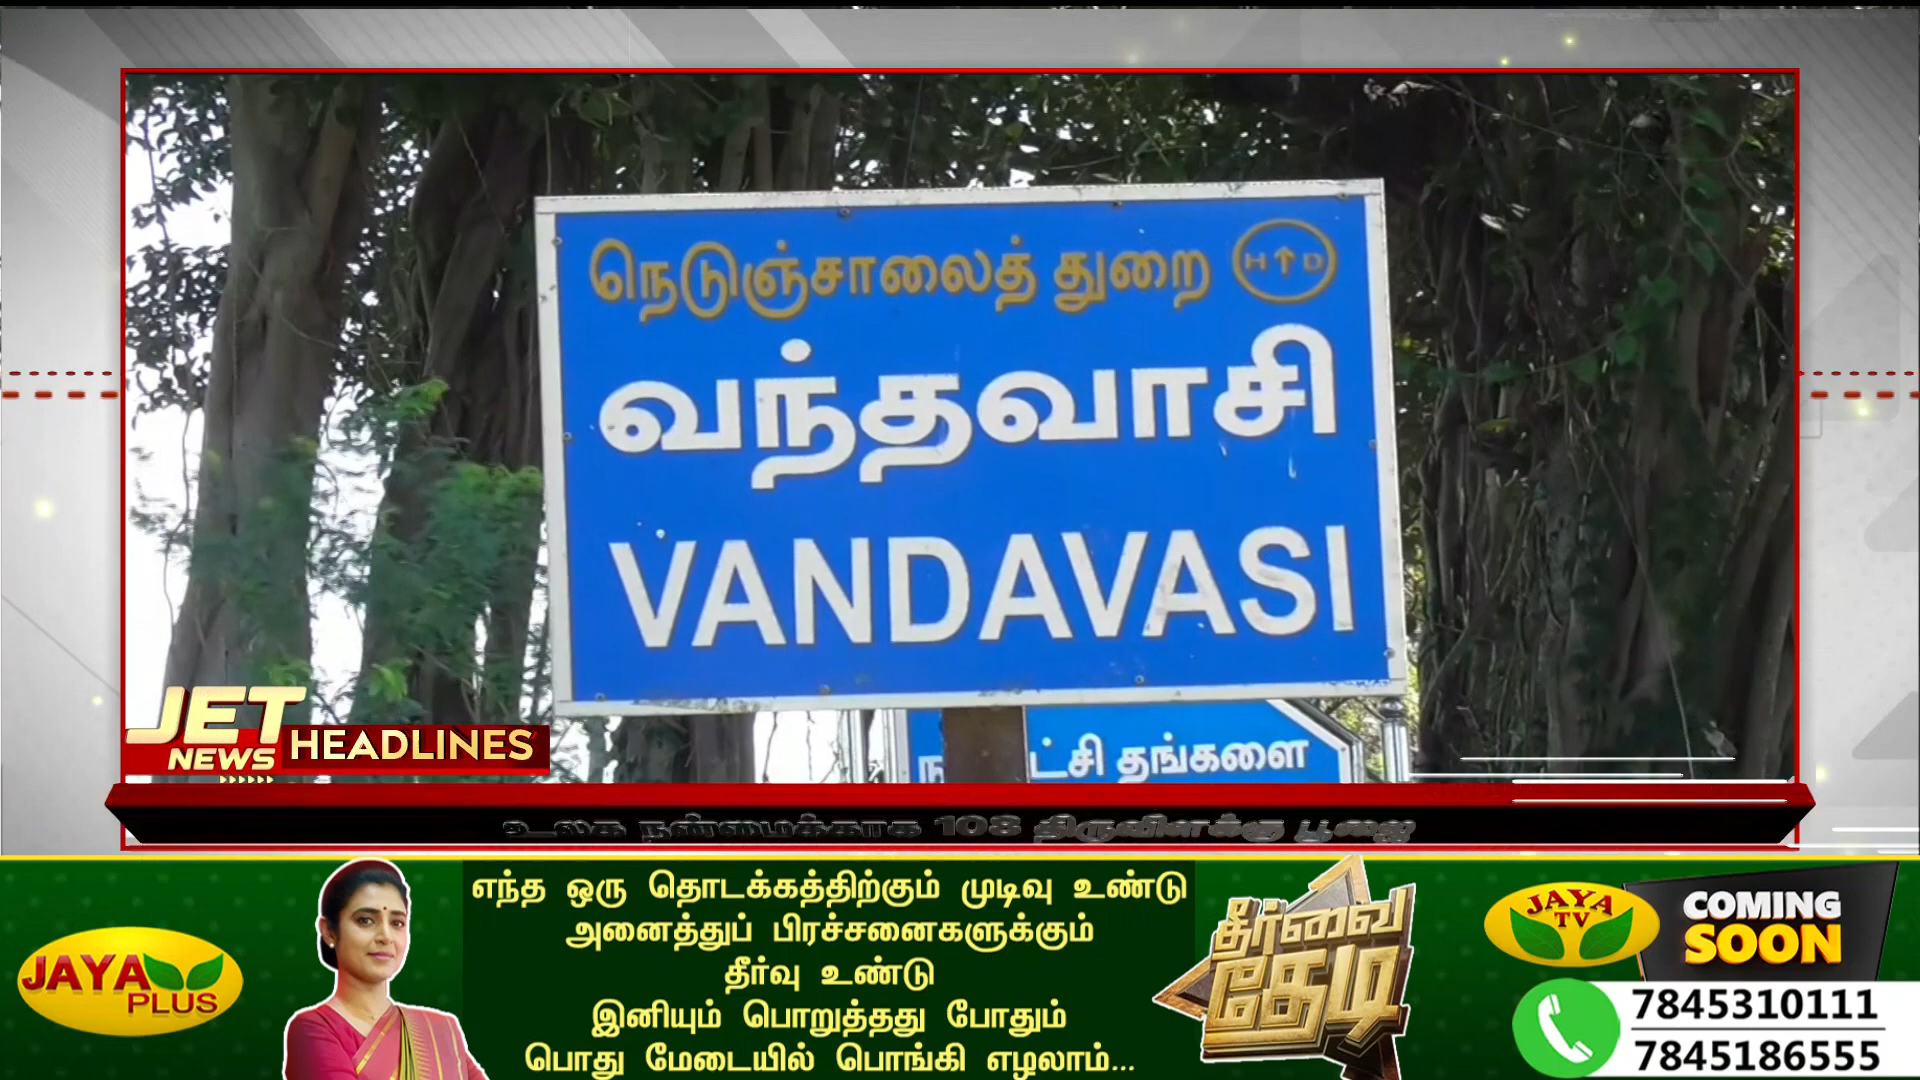 நெடுஞ்சாலைத் துறை H D
வந்தவாசி
VANDAVASI
ட்சி தங்களை
JET
NEWS HEADLINES
உலக நன்மைக்காக 108 திருவிளக்கு பூஜை
JAYA
PLUS
எந்த ஒரு தொடக்கத்திற்கும் முடிவு உண்டு
அனைத்துப் பிரச்சனைகளுக்கும்
தீர்வு உண்டு
இனியும் பொறுத்தது போதும்
பொது மேடையில் பொங்கி எழலாம்...
தீர்வை
தேடி
JAYA
TV
COMING
SOON
7845310111
7845186555